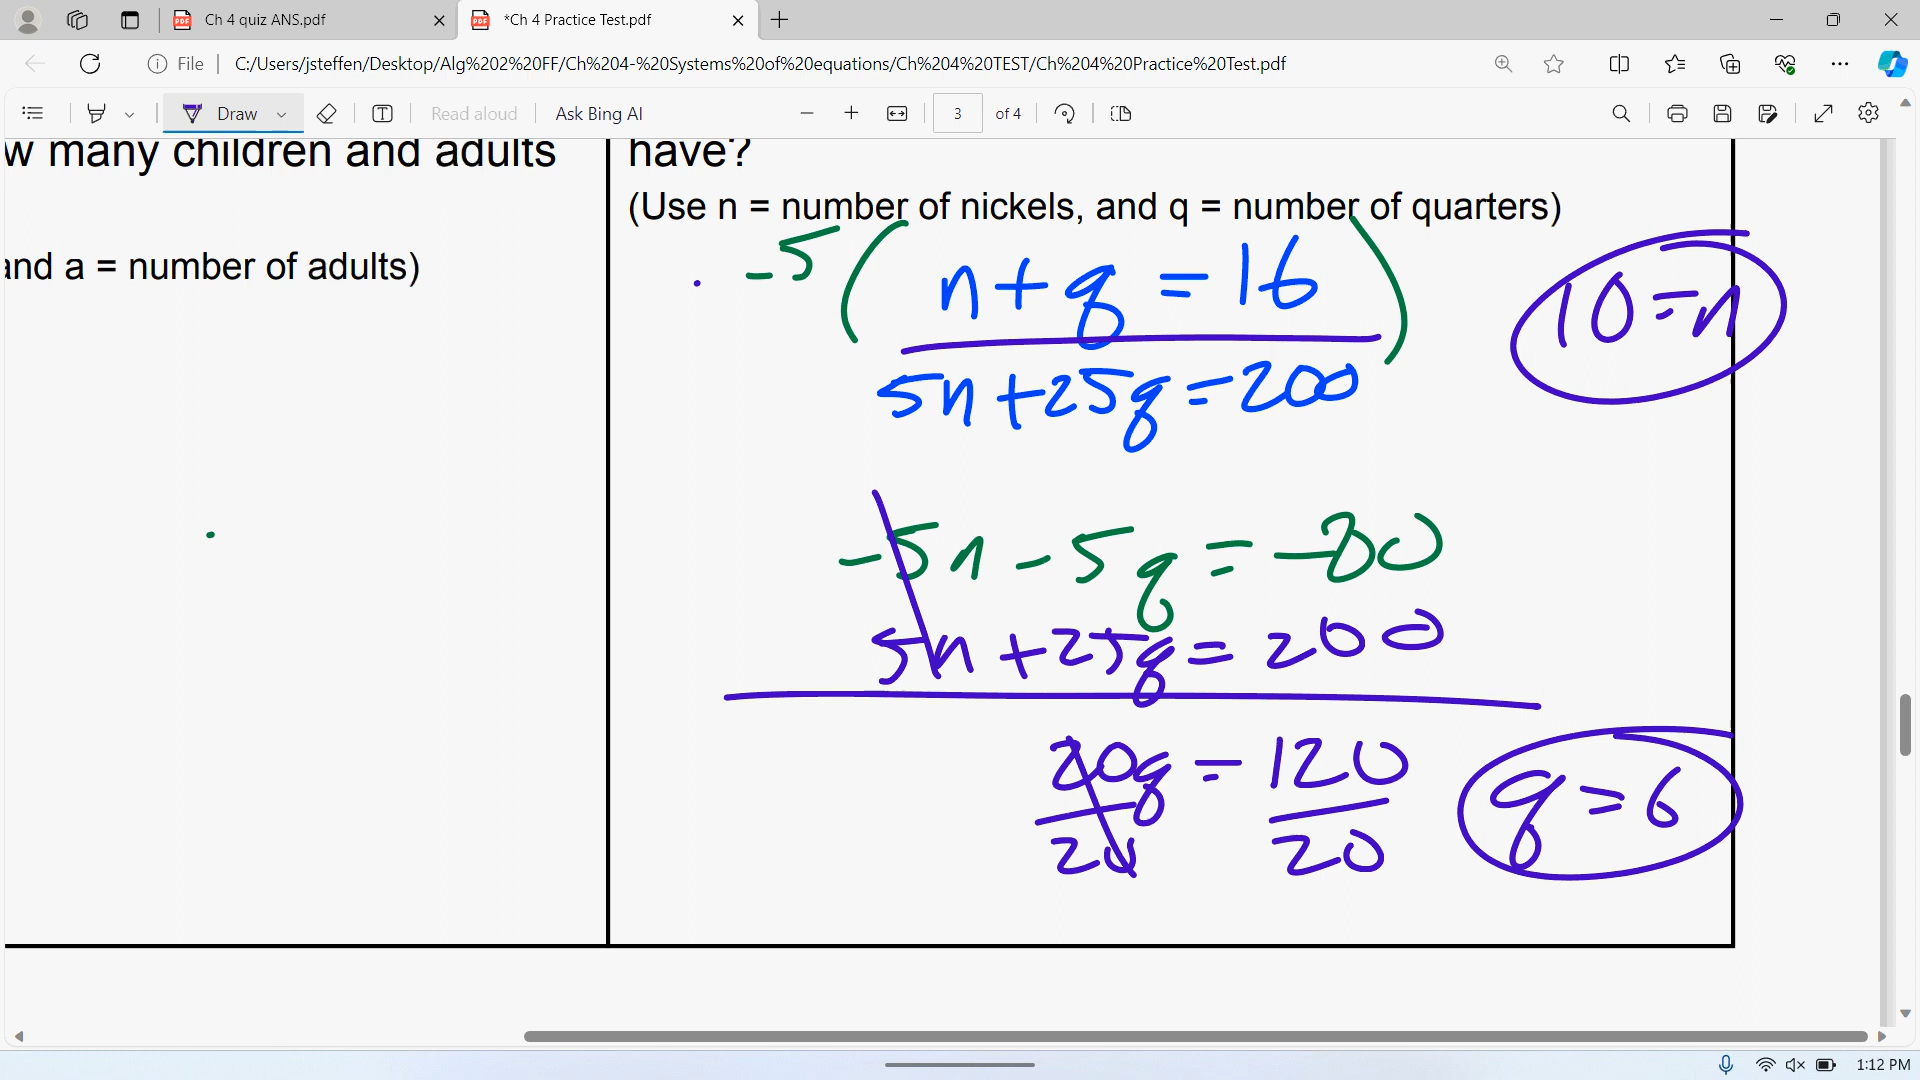 Ch 4 quiz ANS.pdf
*Ch 4 Practice Test.pdf
File
C:/Users/jsteffen/Desktop/Alg%202%20FF/Ch%204-%20Systems%20of%20equations/Ch%204%20TEST/Ch%204%20Practice%20Test.pdf
Draw
Read aloud
Ask Bing AI
3 of 4
w many children and adults
and a = number of adults)
have?
(Use n = number of nickels, and q = number of quarters)
-5 ( n + q = 16 )
5n + 25q = 200
10 = n
-5n - 5q = -80
5n + 25q = 200
20q = 120
20 20
q = 6
1:12 PM